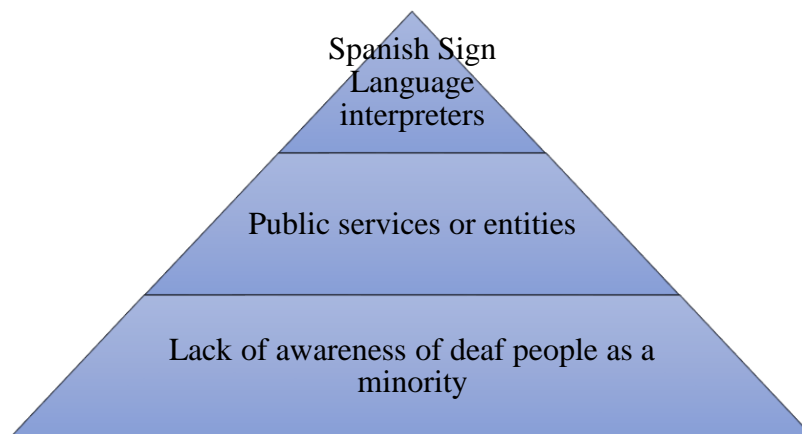 Spanish Sign
Language
interpreters
Public services or entities
Lack of awareness of deaf people as a
minority